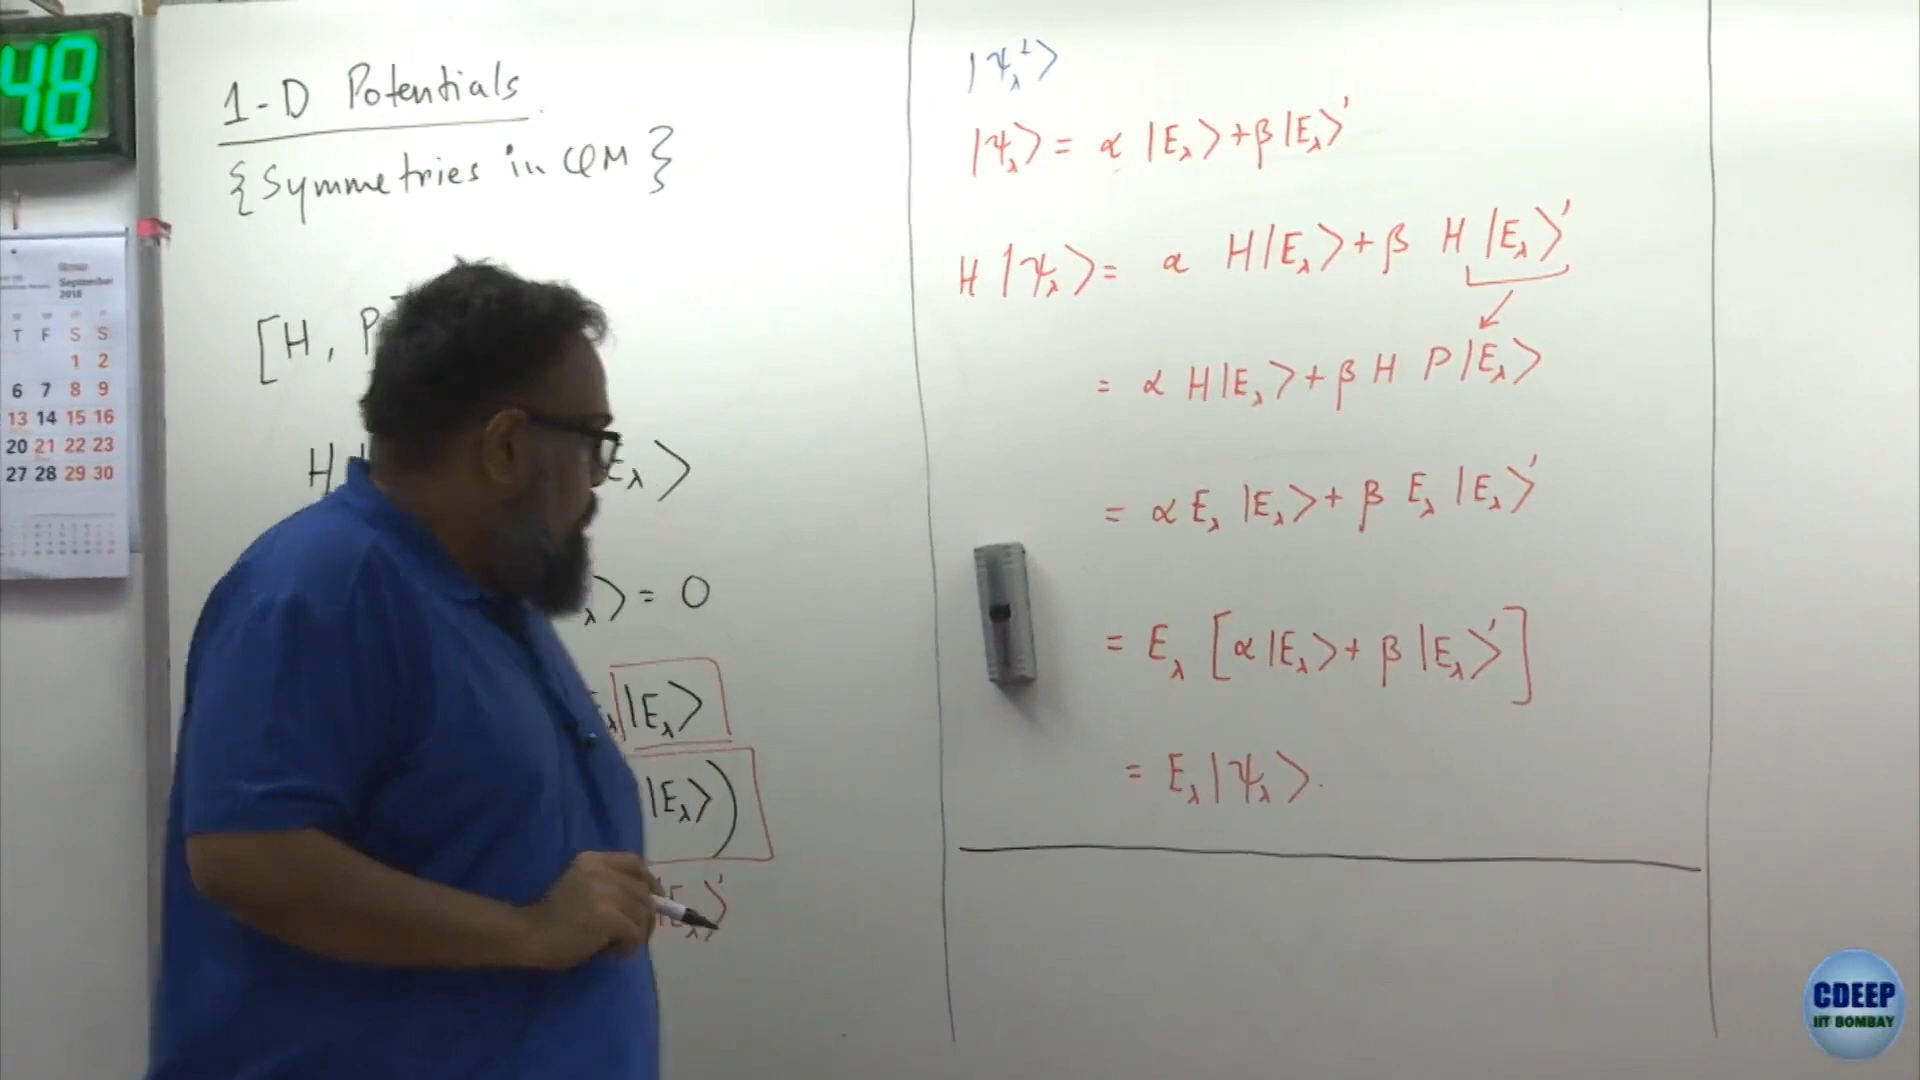 48
1-D Potentials
{Symmetries in QM}
[H, P
H
E_λ⟩
λ⟩ = 0
|E_λ⟩
|E_λ⟩)
|E_λ⟩'
|ψ_λ^⊥⟩
|ψ_λ⟩ = α |E_λ⟩ + β |E_λ⟩'
H |ψ_λ⟩ = α H|E_λ⟩ + β H |E_λ⟩'
= α H|E_λ⟩ + β H P|E_λ⟩
= α E_λ |E_λ⟩ + β E_λ |E_λ⟩'
= E_λ [α|E_λ⟩ + β |E_λ⟩']
= E_λ |ψ_λ⟩.
September
2018
T F S S
1 2
6 7 8 9
13 14 15 16
20 21 22 23
27 28 29 30
CDEEP
IIT BOMBAY